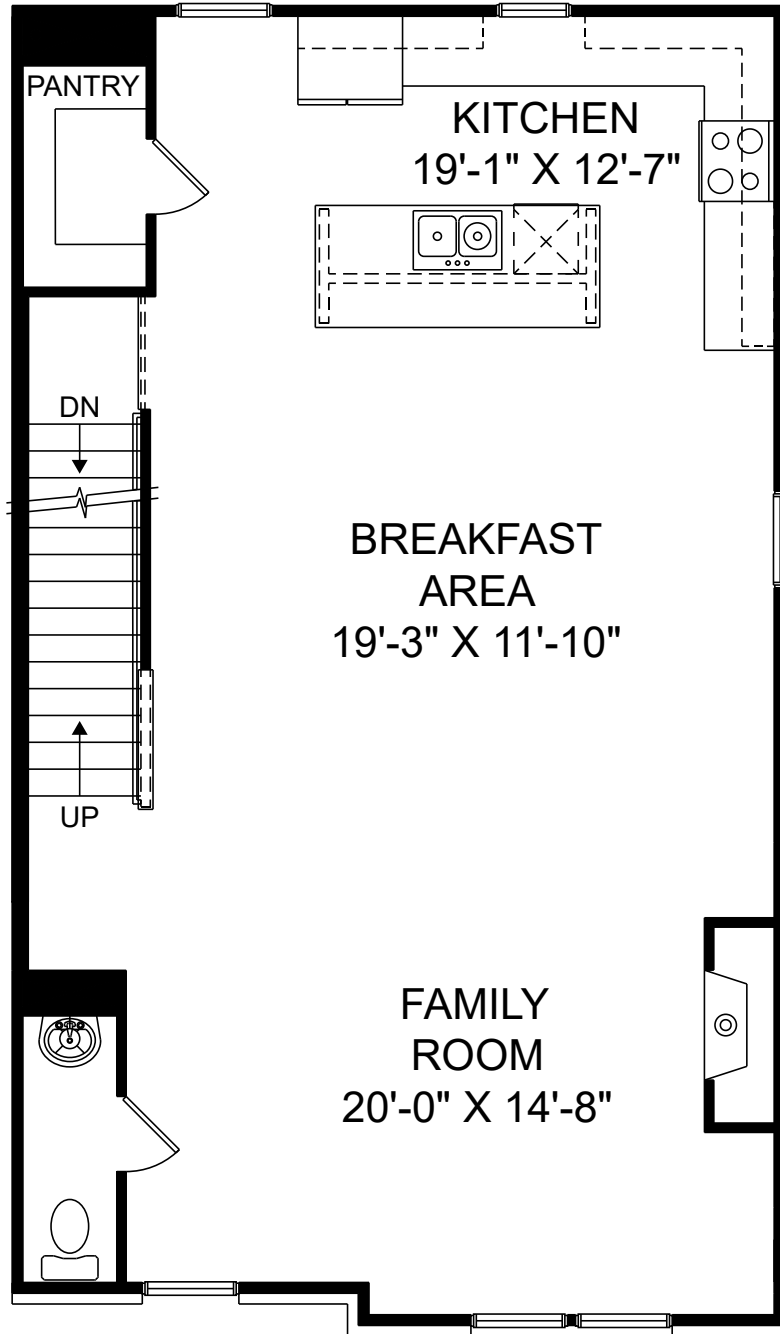 PANTRY
KITCHEN
19'-1" X 12'-7"
DN
BREAKFAST
AREA
19'-3" X 11'-10"
UP
FAMILY
ROOM
20'-0" X 14'-8"